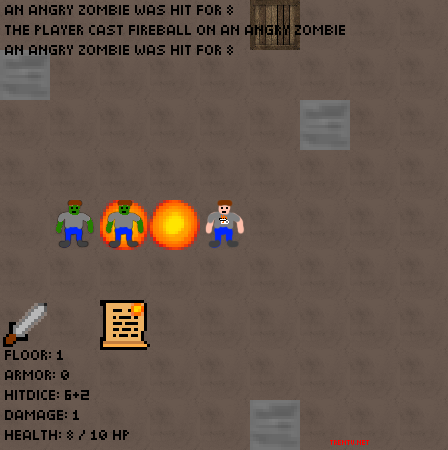 AN ANGRY ZOMBIE WAS HIT FOR 8
THE PLAYER CAST FIREBALL ON AN ANGRY ZOMBIE
AN ANGRY ZOMBIE WAS HIT FOR 8
FLOOR: 1
ARMOR: 0
HITDICE: 6+2
DAMAGE: 1
HEALTH: 8 / 10 HP